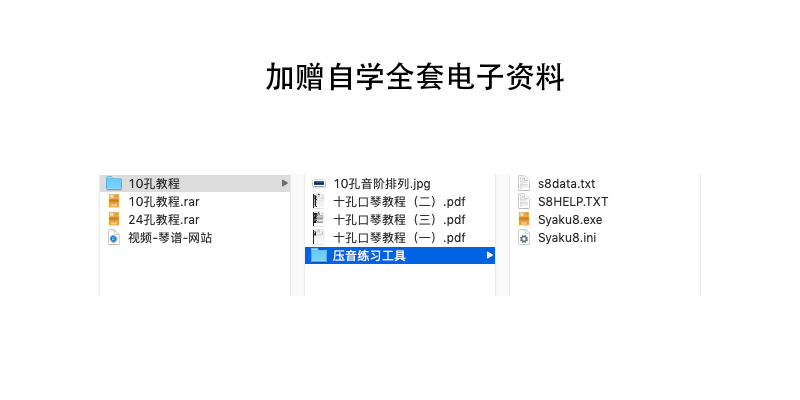 加赠自学全套电子资料
10孔教程
10孔教程.rar
24孔教程.rar
视频-琴谱-网站
10孔音阶排列.jpg
十孔口琴教程（二）.pdf
十孔口琴教程（三）.pdf
十孔口琴教程（一）.pdf
压音练习工具
s8data.txt
S8HELP.TXT
Syaku8.exe
Syaku8.ini